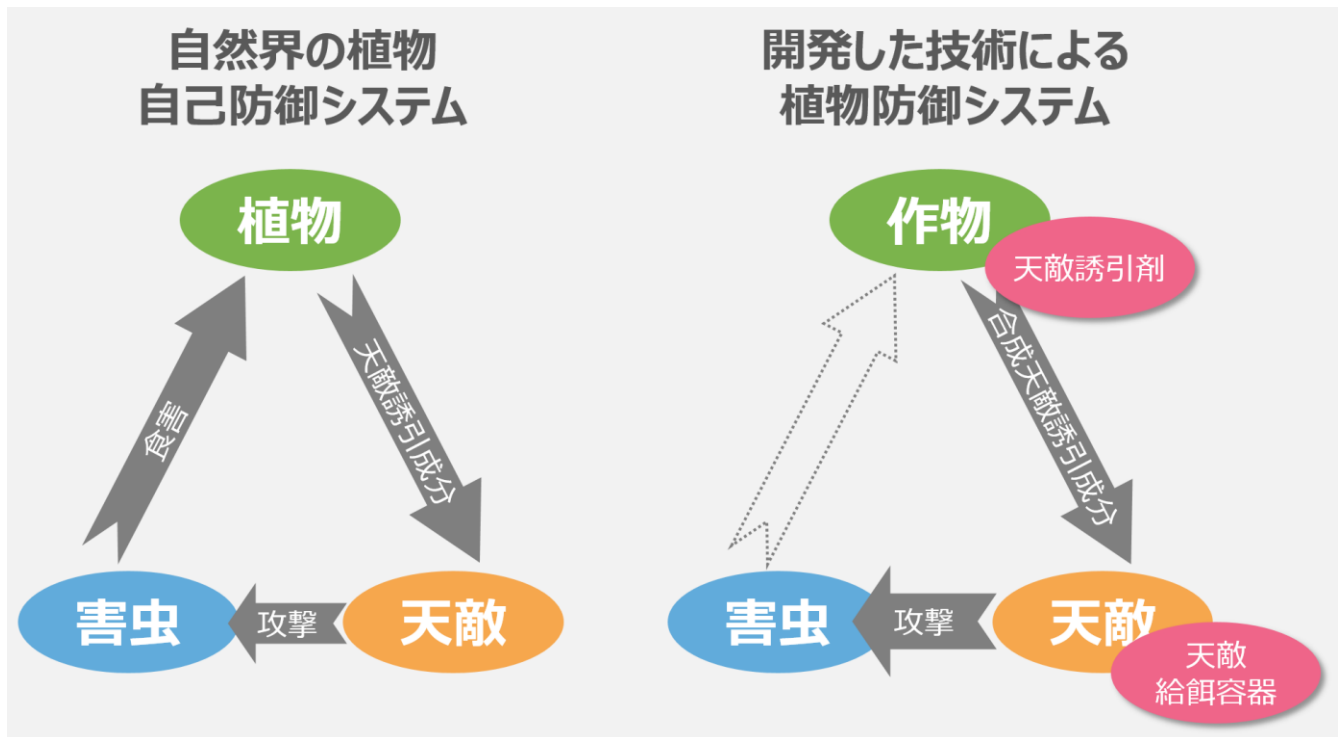 自然界の植物
自己防御システム
植物
天敵誘引成分
食害
害虫
攻撃
天敵
開発した技術による
植物防御システム
作物
天敵誘引剤
合成天敵誘引成分
害虫
攻撃
天敵
天敵
給餌容器